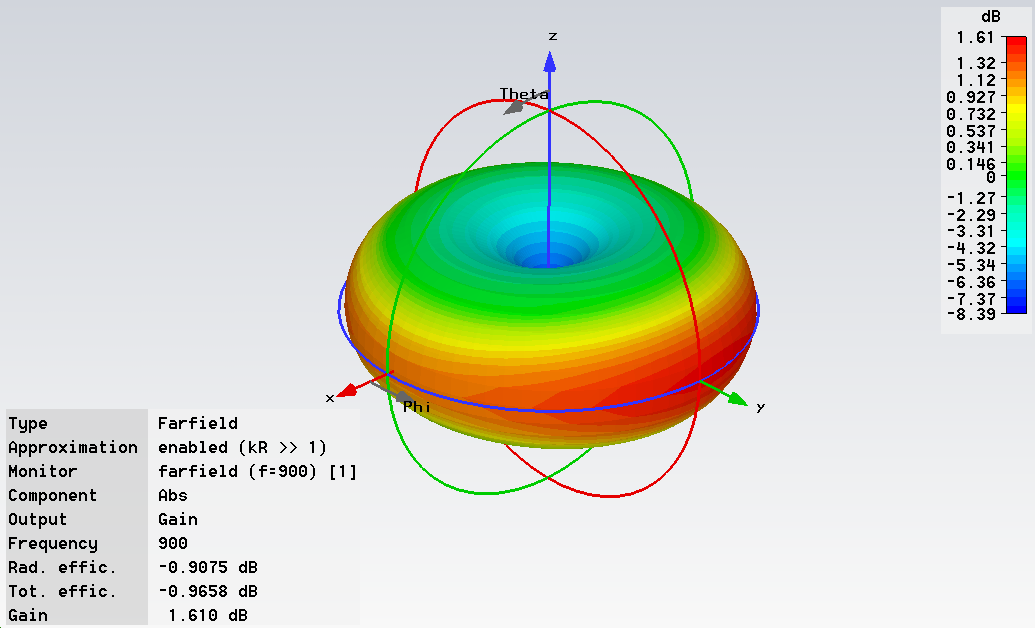 dB
1.61
1.32
1.12
0.927
0.732
0.537
0.341
0.146
0
-1.27
-2.29
-3.31
-4.32
-5.34
-6.36
-7.37
-8.39
z
Theta
x
Phi
y
Type Farfield
Approximation enabled (kR >> 1)
Monitor farfield (f=900) [1]
Component Abs
Output Gain
Frequency 900
Rad. effic. -0.9075 dB
Tot. effic. -0.9658 dB
Gain 1.610 dB